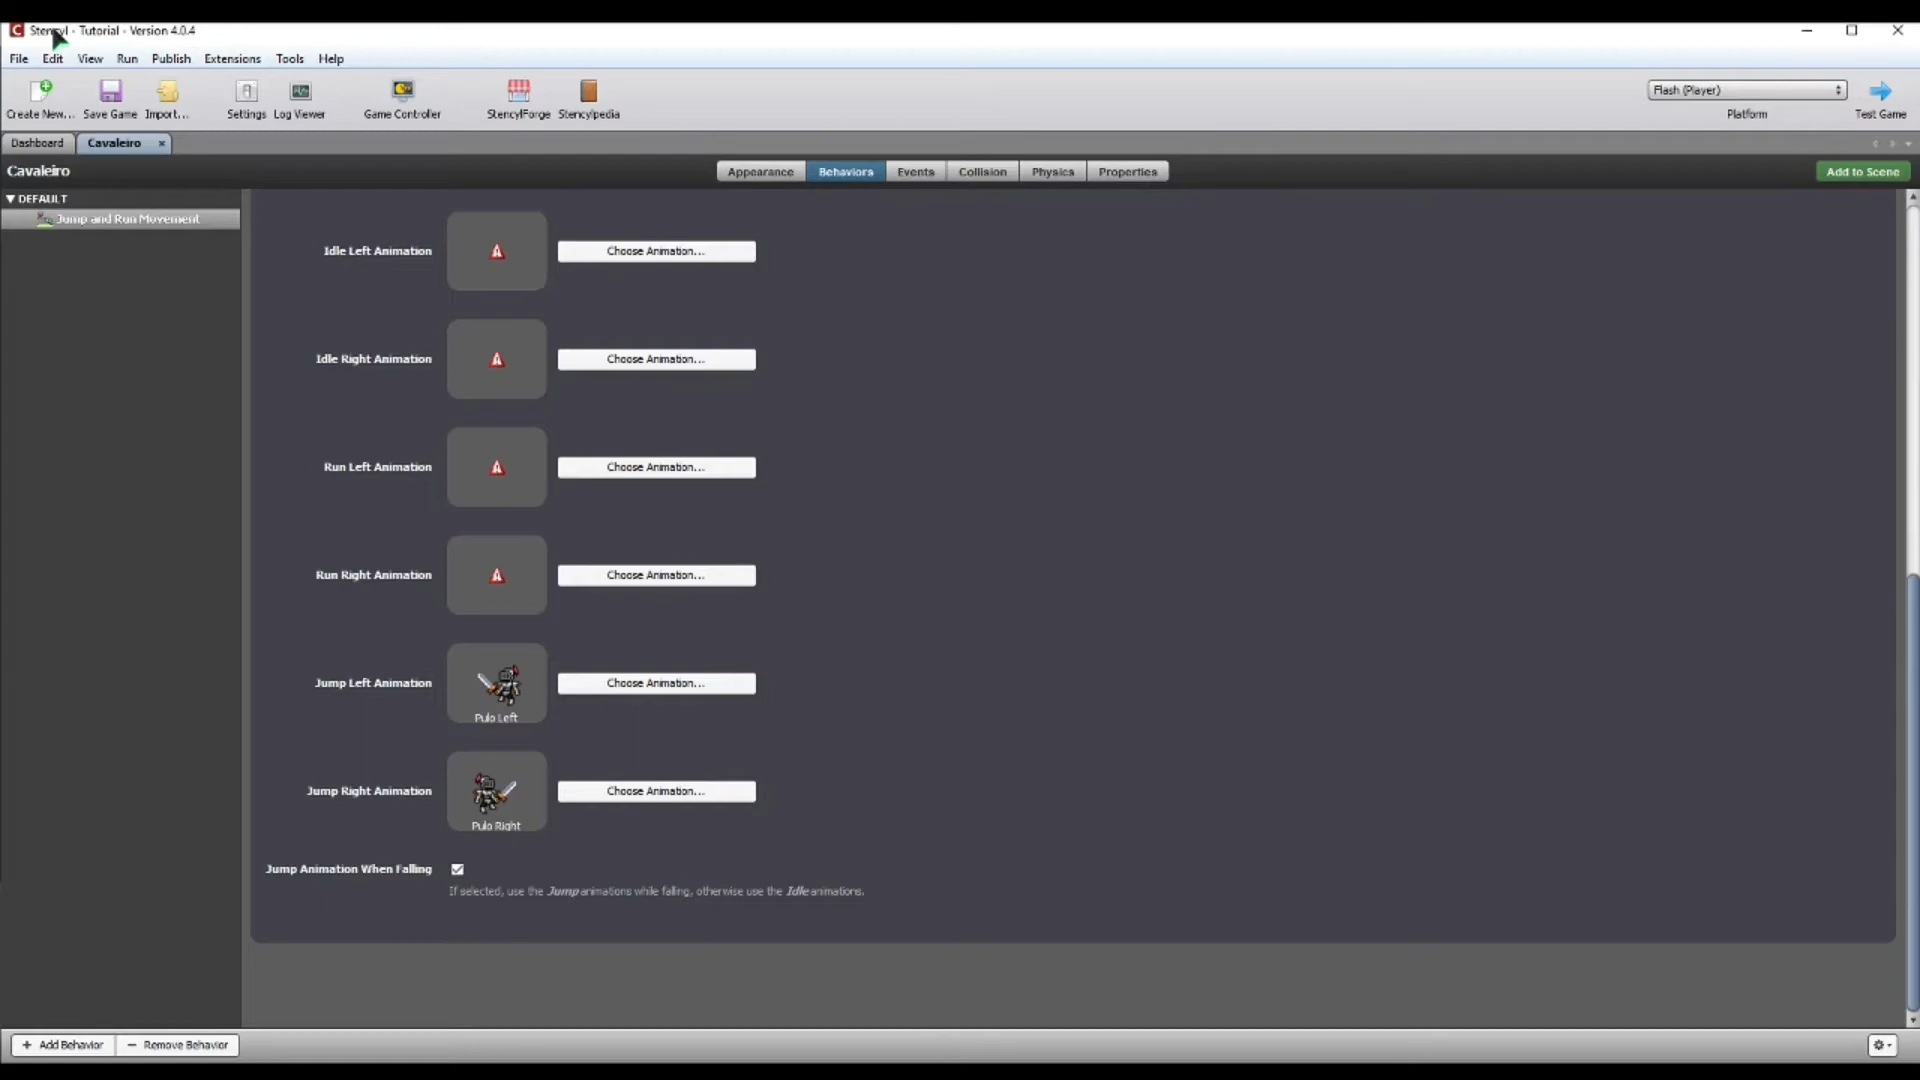 Stencyl - Tutorial - Version 4.0.4
File Edit View Run Publish Extensions Tools Help
Create New... Save Game Import... Settings Log Viewer Game Controller StencylForge Stencylpedia Flash (Player) Platform Test Game
Dashboard Cavaleiro ×
Cavaleiro Appearance Behaviors Events Collision Physics Properties Add to Scene
▼ DEFAULT
Jump and Run Movement
Idle Left Animation Choose Animation...
Idle Right Animation Choose Animation...
Run Left Animation Choose Animation...
Run Right Animation Choose Animation...
Jump Left Animation Choose Animation...
Pulo Left
Jump Right Animation Choose Animation...
Pulo Right
Jump Animation When Falling
If selected, use the Jump animations while falling, otherwise use the Idle animations.
+ Add Behavior − Remove Behavior